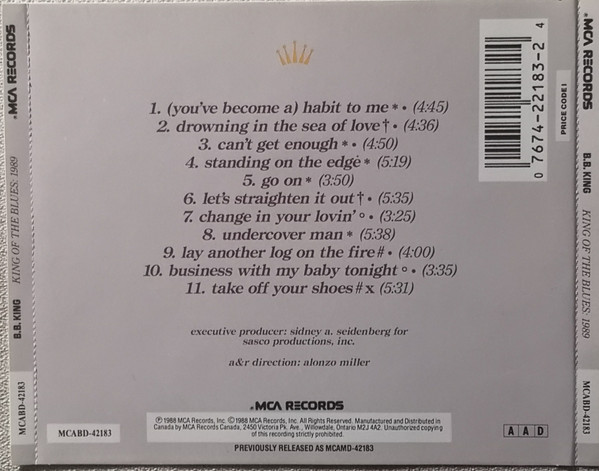 MCA RECORDS
KING OF THE BLUES: 1989
B.B. KING
MCABD-42183
1. (you've become a) habit to me * • (4:45)
2. drowning in the sea of love † • (4:36)
3. can't get enough * • (4:50)
4. standing on the edge * (5:19)
5. go on * (3:50)
6. let's straighten it out † • (5:35)
7. change in your lovin' ° • (3:25)
8. undercover man * (5:38)
9. lay another log on the fire # • (4:00)
10. business with my baby tonight ° • (3:35)
11. take off your shoes # x (5:31)
executive producer: sidney a. seidenberg for
sasco productions, inc.
a&r direction: alonzo miller
MCA RECORDS
℗ 1988 MCA Records, Inc. © 1988 MCA Records, Inc. All Rights Reserved. Manufactured and Distributed in
Canada by MCA Records Canada, 2450 Victoria Pk. Ave., Willowdale, Ontario M2J 4A2. Unauthorized copying
of this recording strictly prohibited.
PREVIOUSLY RELEASED AS MCAMD-42183
MCABD-42183
A A D
0 7674-22183-2 4
PRICE CODE I
MCA RECORDS
B.B. KING
KING OF THE BLUES: 1989
MCABD-42183